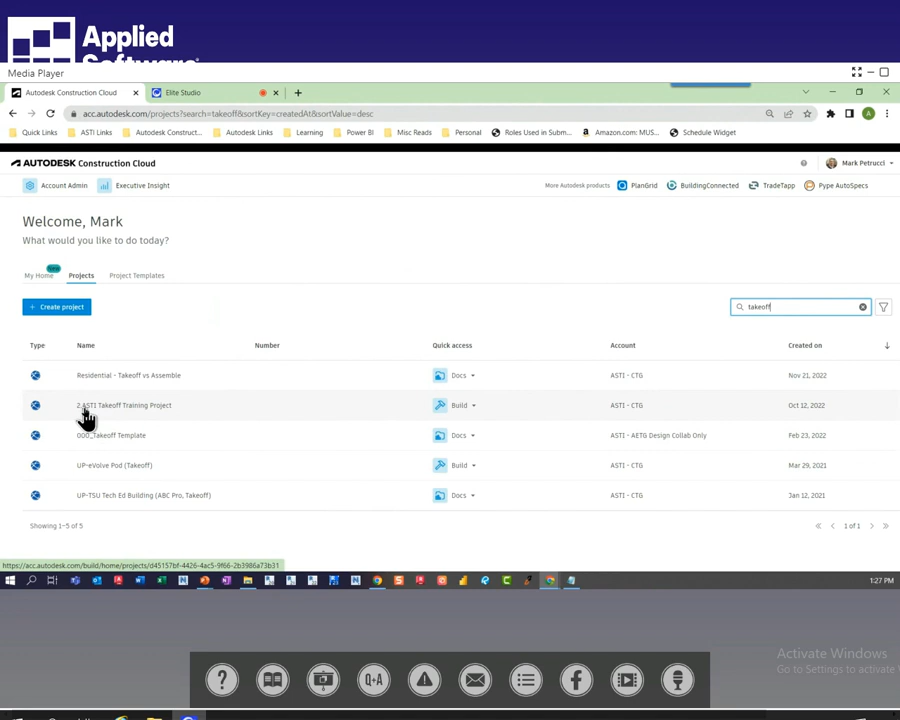 Applied
Software
Media Player
Autodesk Construction Cloud
Elite Studio
acc.autodesk.com/projects?search=takeoff&sortKey=createdAt&sortValue=desc
Quick Links
ASTi Links
Autodesk Construct...
Autodesk Links
Learning
Power BI
Misc Reads
Personal
Roles Used in Subm...
Amazon.com: MUS...
Schedule Widget
AUTODESK Construction Cloud
Mark Petrucci
Account Admin
Executive Insight
More Autodesk products
PlanGrid
BuildingConnected
TradeTapp
Pype AutoSpecs
Welcome, Mark
What would you like to do today?
New
My Home
Projects
Project Templates
+ Create project
takeoff
Type
Name
Number
Quick access
Account
Created on
Residential - Takeoff vs Assemble
Docs
ASTI - CTG
Nov 21, 2022
2 ASTI Takeoff Training Project
Build
ASTI - CTG
Oct 12, 2022
000_Takeoff Template
Docs
ASTI - AETG Design Collab Only
Feb 23, 2022
UP-eVolve Pod (Takeoff)
Build
ASTI - CTG
Mar 29, 2021
UP-TSU Tech Ed Building (ABC Pro, Takeoff)
Docs
ASTI - CTG
Jan 12, 2021
Showing 1-5 of 5
1 of 1
https://acc.autodesk.com/build/home/projects/d45157bf-4426-4ac5-9f66-2b3986a73b31
1:27 PM
Q+A
Activate Windows
Go to Settings to activate